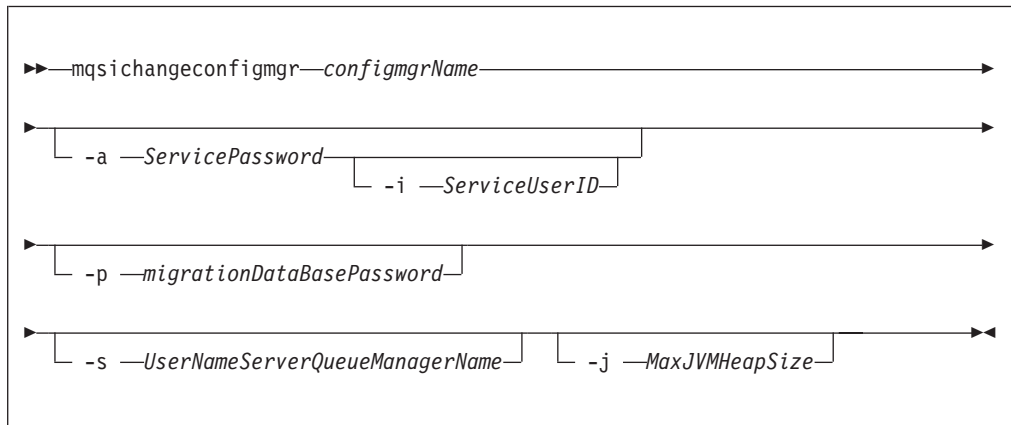 mqsichangeconfigmgr configmgrName
-a ServicePassword
-i ServiceUserID
-p migrationDataBasePassword
-s UserNameServerQueueManagerName -j MaxJVMHeapSize